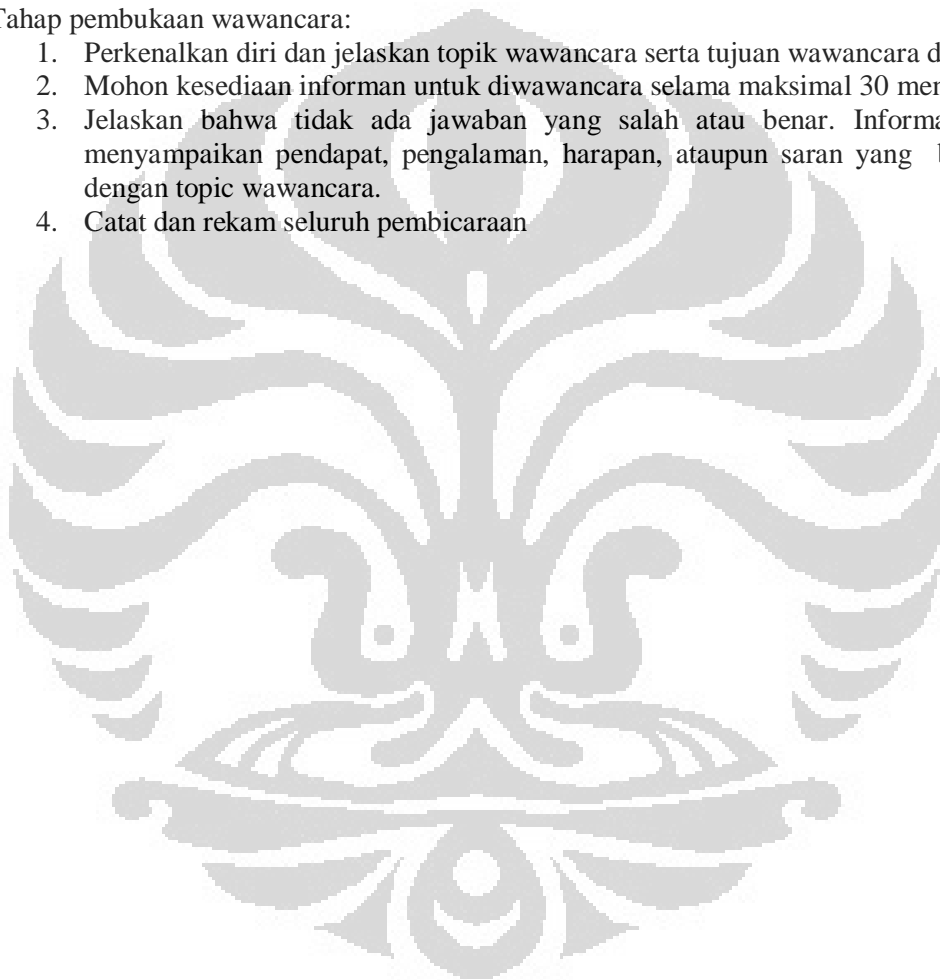 Tahap pembukaan wawancara:
1. Perkenalkan diri dan jelaskan topik wawancara serta tujuan wawancara
2. Mohon kesediaan informan untuk diwawancara selama maksimal 30
3. Jelaskan bahwa tidak ada jawaban yang salah atau benar.
menyampaikan pendapat, pengalaman, harapan, ataupun saran yang
dengan topic wawancara.
4. Catat dan rekam seluruh pembicaraan